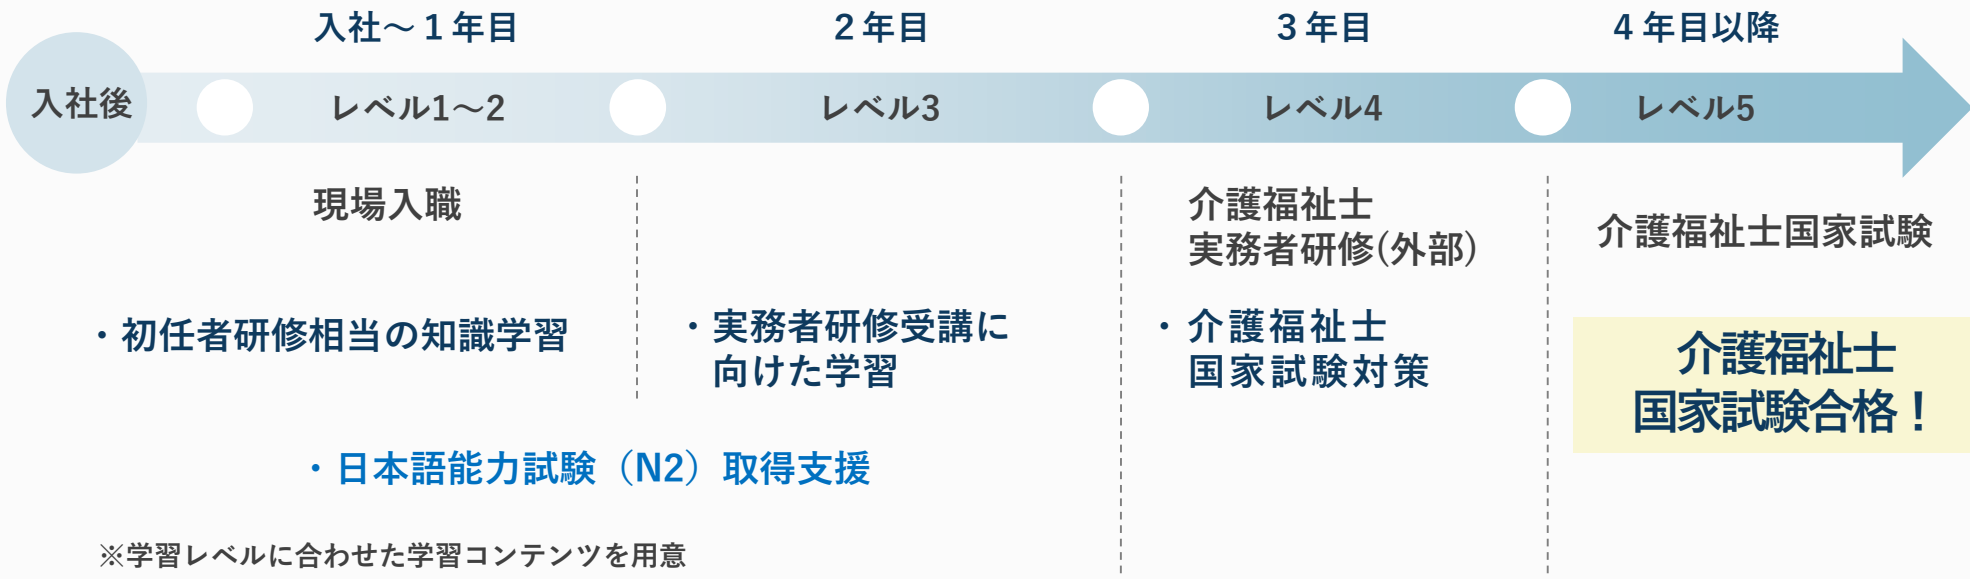 入社～１年目
２年目
３年目
４年目以降
入社後
レベル1～2
レベル3
レベル4
レベル5
現場入職
介護福祉士
実務者研修(外部)
介護福祉士国家試験
・初任者研修相当の知識学習
・実務者研修受講に
向けた学習
・介護福祉士
国家試験対策
介護福祉士
国家試験合格！
・日本語能力試験（N2）取得支援
※学習レベルに合わせた学習コンテンツを用意